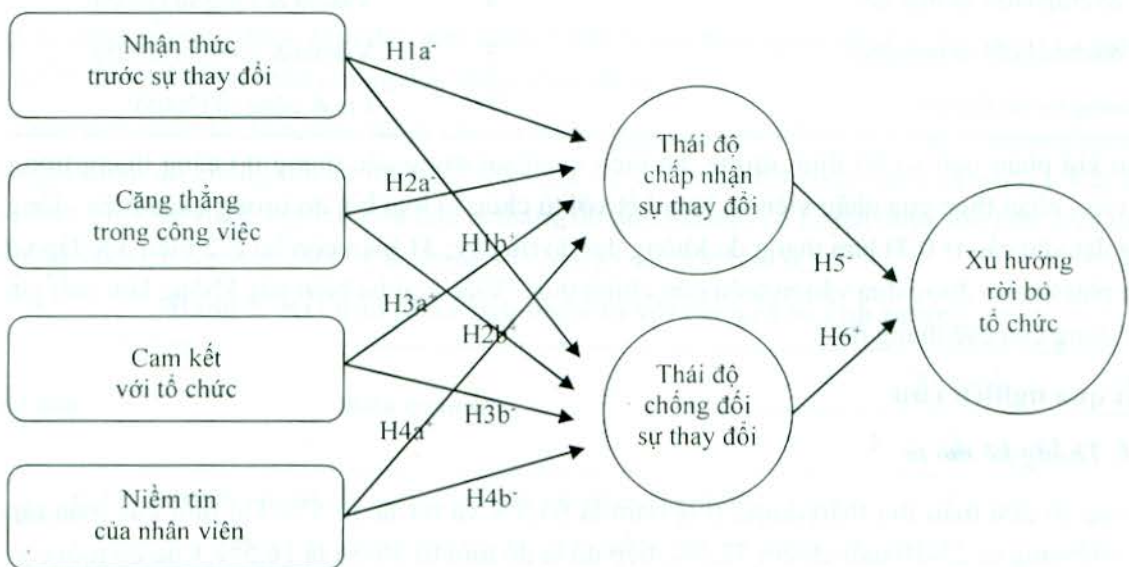 Nhận thức
trước sự thay đổi
Căng thẳng
trong công việc
Cam kết
với tổ chức
Niềm tin
của nhân viên
H1a-
H2a-
H1b+
H3a+
H2b+
H3b-
H4a+
H4b-
Thái độ
chấp nhận
sự thay đổi
Thái độ
chống đối
sự thay đổi
H5-
H6
Xu hướng
rời bỏ
tổ chức